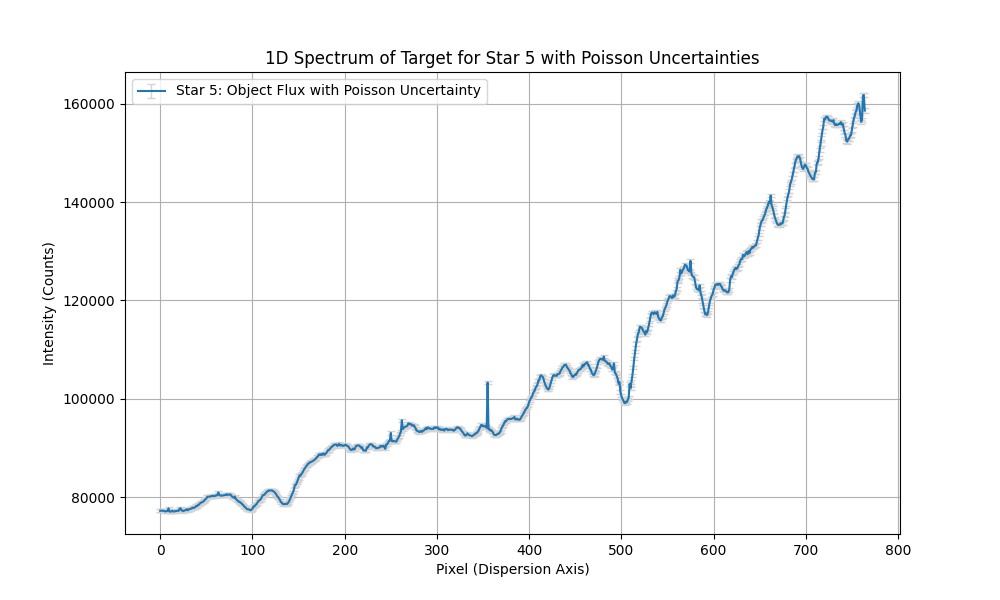 1D Spectrum of Target for Star 5 with Poisson Uncertainties
Star 5: Object Flux with Poisson Uncertainty
160000
140000
120000
100000
80000
Intensity (Counts)
0 100 200 300 400 500 600 700 800
Pixel (Dispersion Axis)